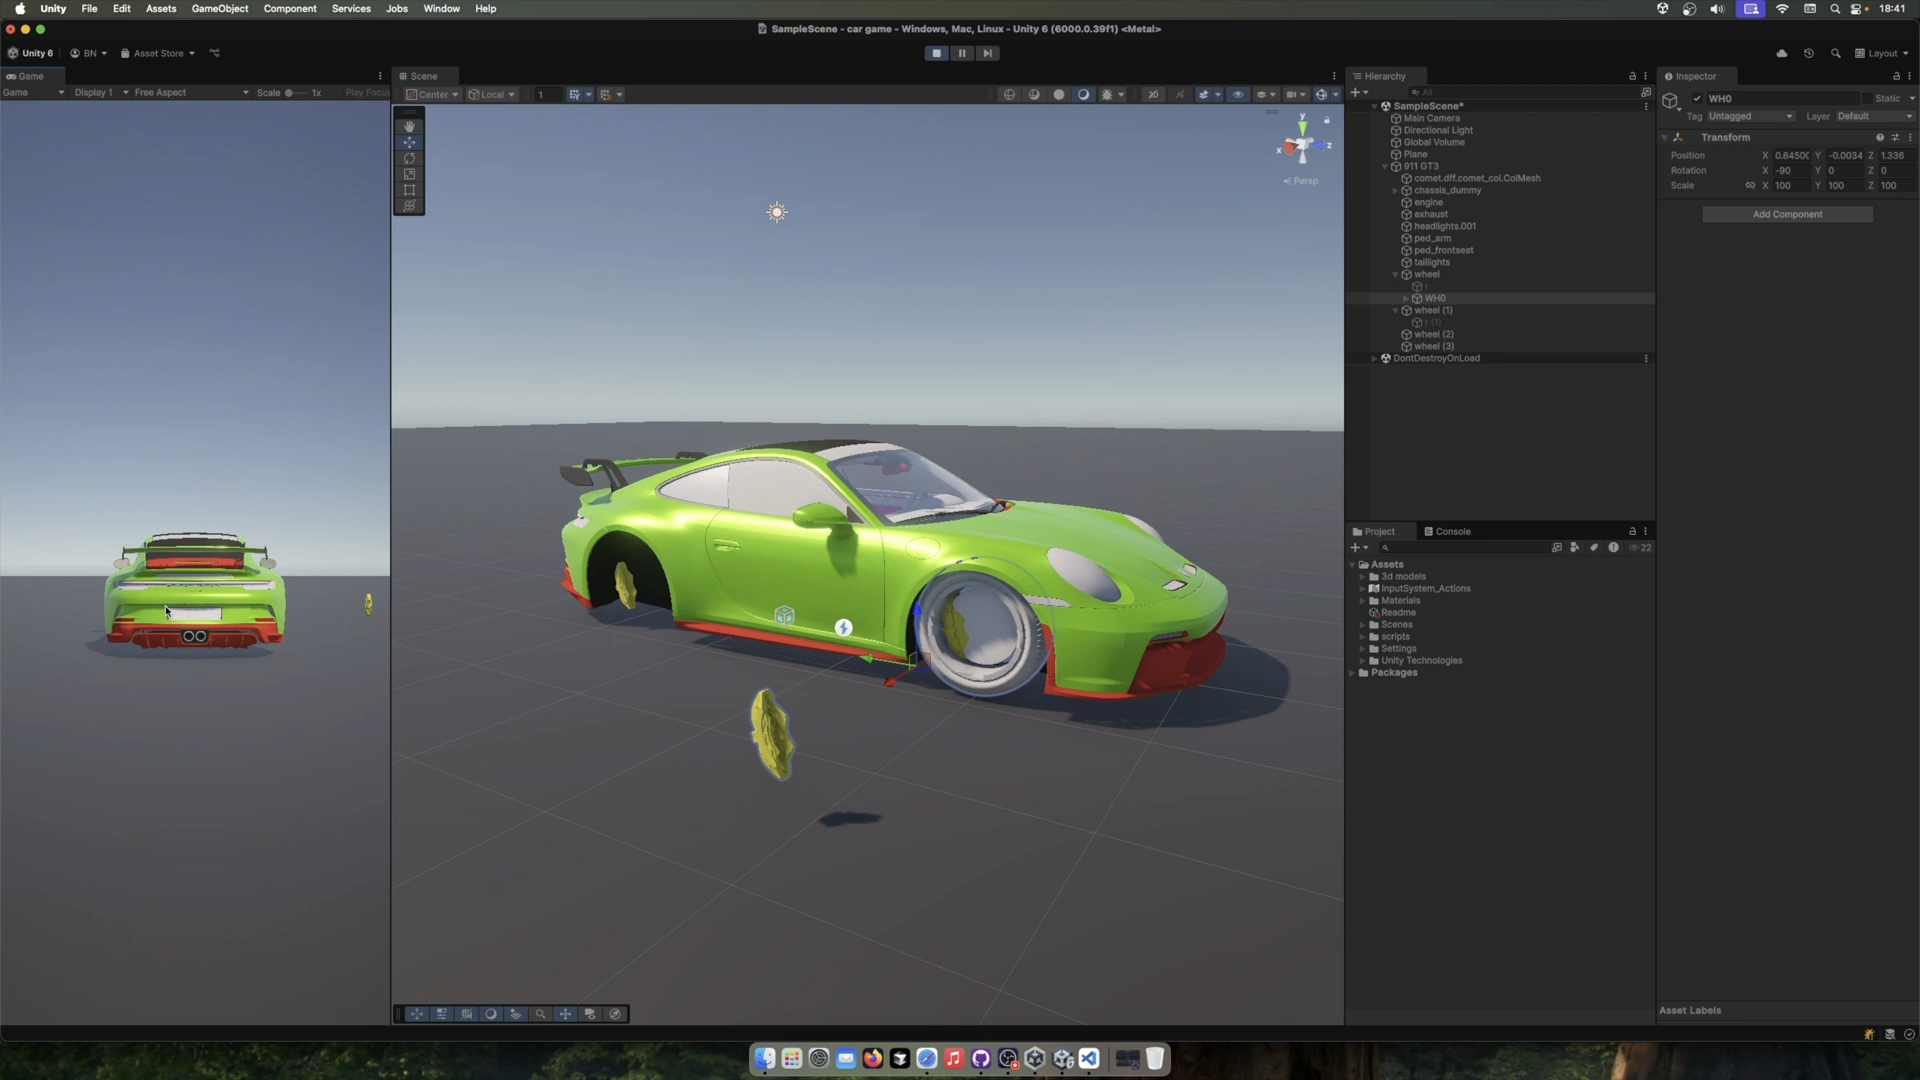 Unity File Edit Assets GameObject Component Services Jobs Window Help 18:41
SampleScene - car game - Windows, Mac, Linux - Unity 6 (6000.0.39f1) <Metal>
Unity 6 BN Asset Store Layout
Game
Game Display 1 Free Aspect Scale 1x Play Focus
Scene
Center Local 1
y
x
z
Persp
Hierarchy
All
SampleScene*
Main Camera
Directional Light
Global Volume
Plane
911 GT3
comet.dff.comet_col.ColMesh
chassis_dummy
engine
exhaust
headlights.001
ped_arm
ped_frontseat
taillights
wheel
r
WH0
wheel (1)
r (1)
wheel (2)
wheel (3)
DontDestroyOnLoad
Project Console
22
Assets
3d models
InputSystem_Actions
Materials
Readme
Scenes
scripts
Settings
Unity Technologies
Packages
Inspector
WH0 Static
Tag Untagged Layer Default
Transform
Position X 0.8450 Y -0.0034 Z 1.336
Rotation X -90 Y 0 Z 0
Scale X 100 Y 100 Z 100
Add Component
Asset Labels